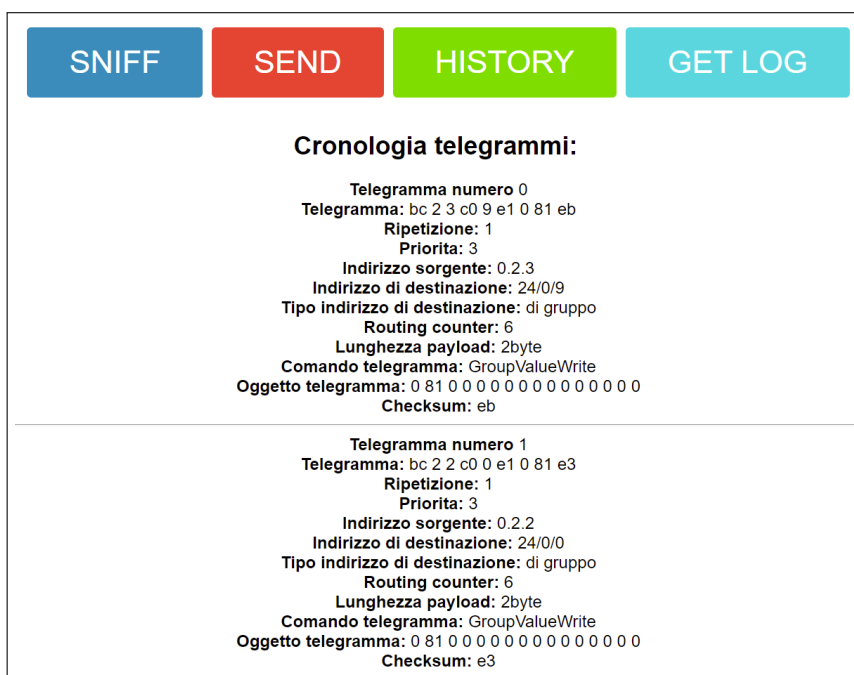 SNIFF SEND HISTORY GET LOG
Cronologia telegrammi:
Telegramma numero 0
Telegramma: bc 2 3 c0 9 e1 0 81 eb
Ripetizione: 1
Priorita: 3
Indirizzo sorgente: 0.2.3
Indirizzo di destinazione: 24/0/9
Tipo indirizzo di destinazione: di gruppo
Routing counter: 6
Lunghezza payload: 2byte
Comando telegramma: GroupValueWrite
Oggetto telegramma: 0 81 0 0 0 0 0 0 0 0 0 0 0 0 0 0
Checksum: eb
Telegramma numero 1
Telegramma: bc 2 2 c0 0 e1 0 81 e3
Ripetizione: 1
Priorita: 3
Indirizzo sorgente: 0.2.2
Indirizzo di destinazione: 24/0/0
Tipo indirizzo di destinazione: di gruppo
Routing counter: 6
Lunghezza payload: 2byte
Comando telegramma: GroupValueWrite
Oggetto telegramma: 0 81 0 0 0 0 0 0 0 0 0 0 0 0 0 0
Checksum: e3